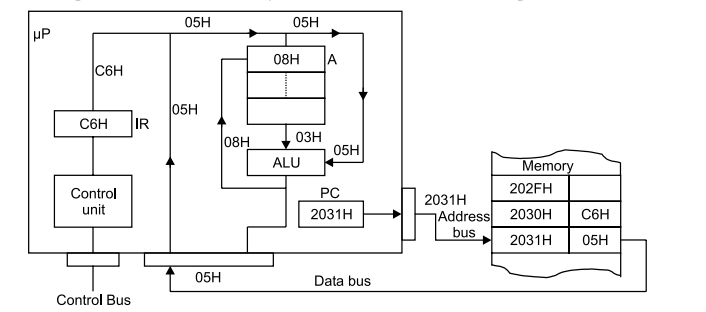 05H 05H
µP
08H A
C6H
05H
C6H IR
08H 03H
05H
ALU
Control
unit
PC
2031H
2031H
Address
bus
Memory
202FH
2030H C6H
2031H 05H
05H
Data bus
Control Bus